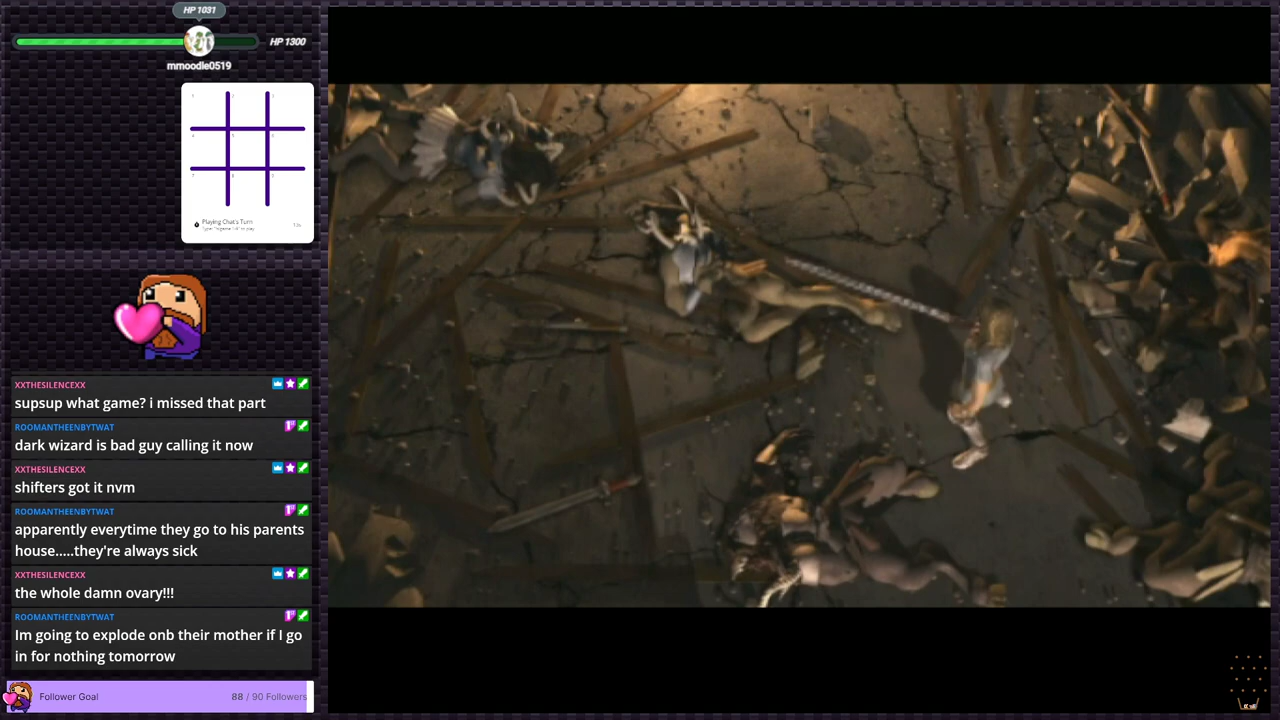 HP 1031
HP 1300
mmoodle0519
Playing Chat's Turn
XXTHESILENCEXX
supsup what game? i missed that part
ROOMANTHEENBYTWAT
dark wizard is bad guy calling it now
XXTHESILENCEXX
shifters got it nvm
ROOMANTHEENBYTWAT
apparently everytime they go to his parents
house.....they're always sick
XXTHESILENCEXX
the whole damn ovary!!!
ROOMANTHEENBYTWAT
Im going to explode onb their mother if I go
in for nothing tomorrow
Follower Goal
88 / 90 Followers